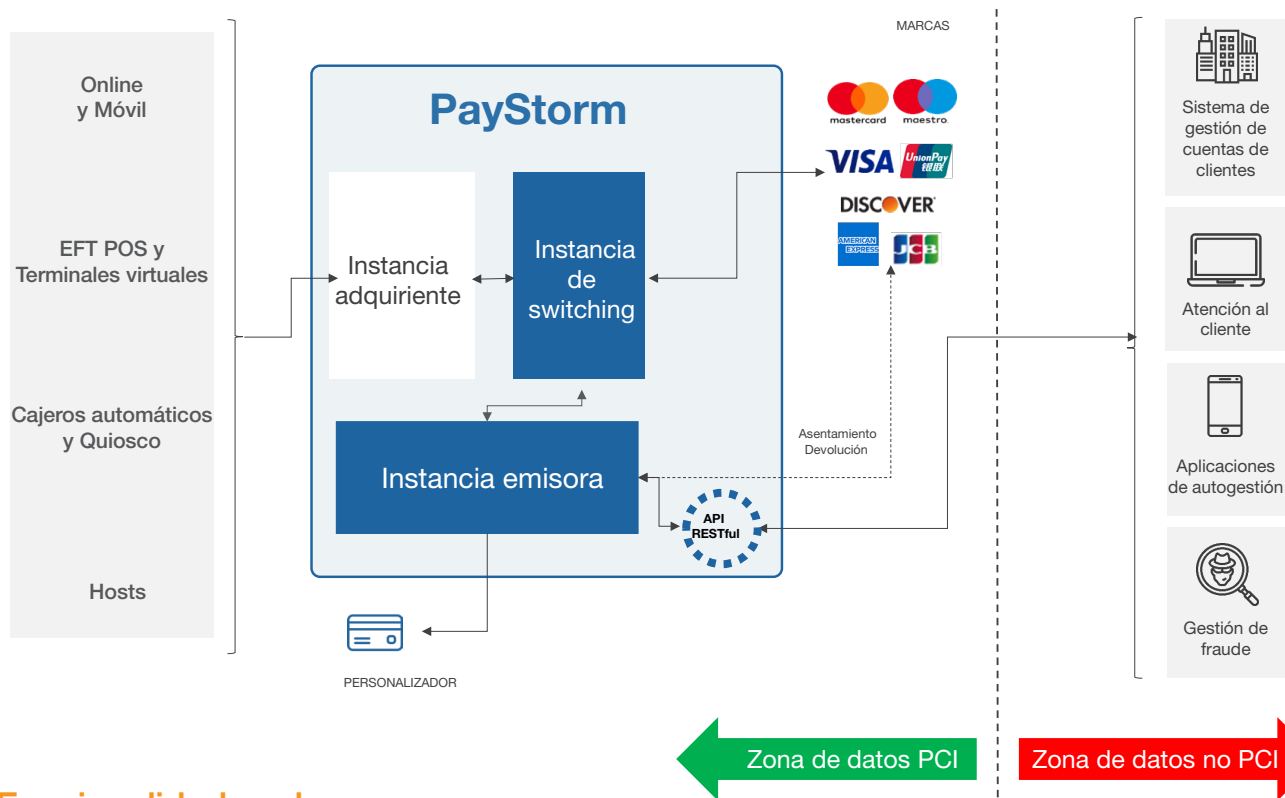 MARCAS
Online
y Móvil
EFT POS y
Terminales virtuales
Cajeros automáticos
y Quiosco
Hosts
PayStorm
Instancia
adquiriente
Instancia
de
switching
Instancia emisora
API
RESTful
PERSONALIZADOR
mastercard
maestro.
VISA
UnionPay
银联
DISCOVER
AMERICAN
EXPRESS
JCB
Asentamiento
Devolución
Sistema de
gestión de
cuentas de
clientes
Atención al
cliente
Aplicaciones
de autogestión
Gestión de
fraude
Zona de datos PCI
Zona de datos no PCI